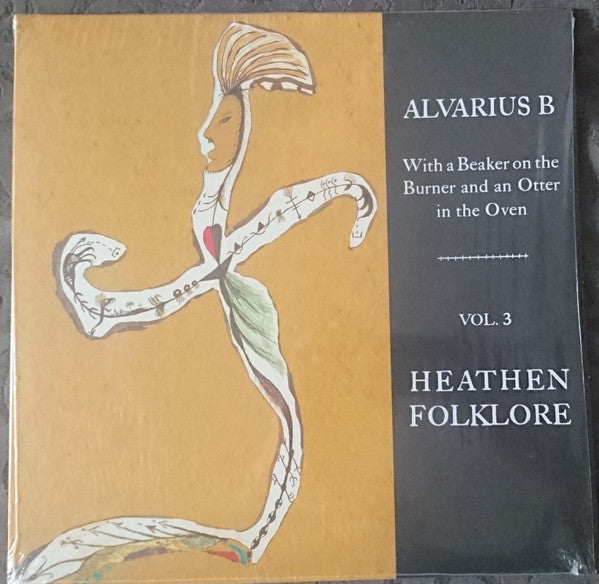 ALVARIUS B
With a Beaker on the
Burner and an Otter
in the Oven
VOL. 3
HEATHEN
FOLKLORE